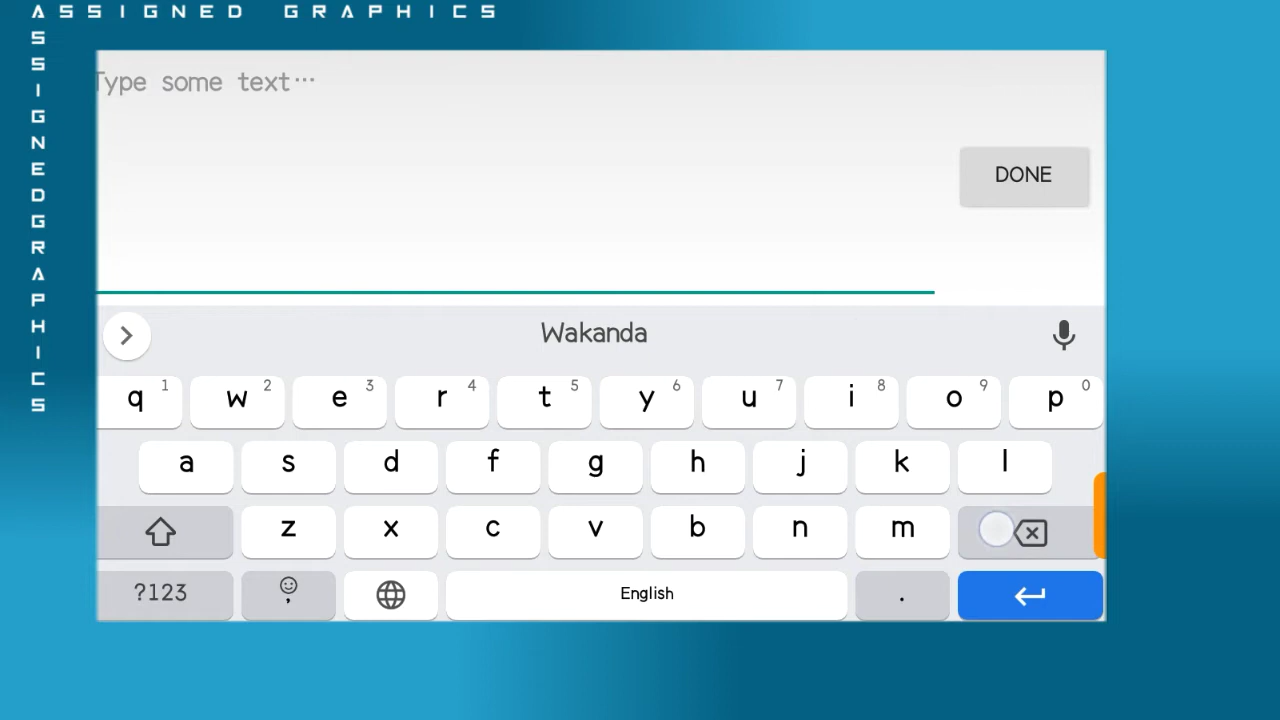 ASSIGNED GRAPHICS
ASSIGNEDGRAPHICS
Type some text…
DONE
Wakanda
q 1 w 2 e 3 r 4 t 5 y 6 u 7 i 8 o 9 p 0
a s d f g h j k l
z x c v b n m
?123 , English .